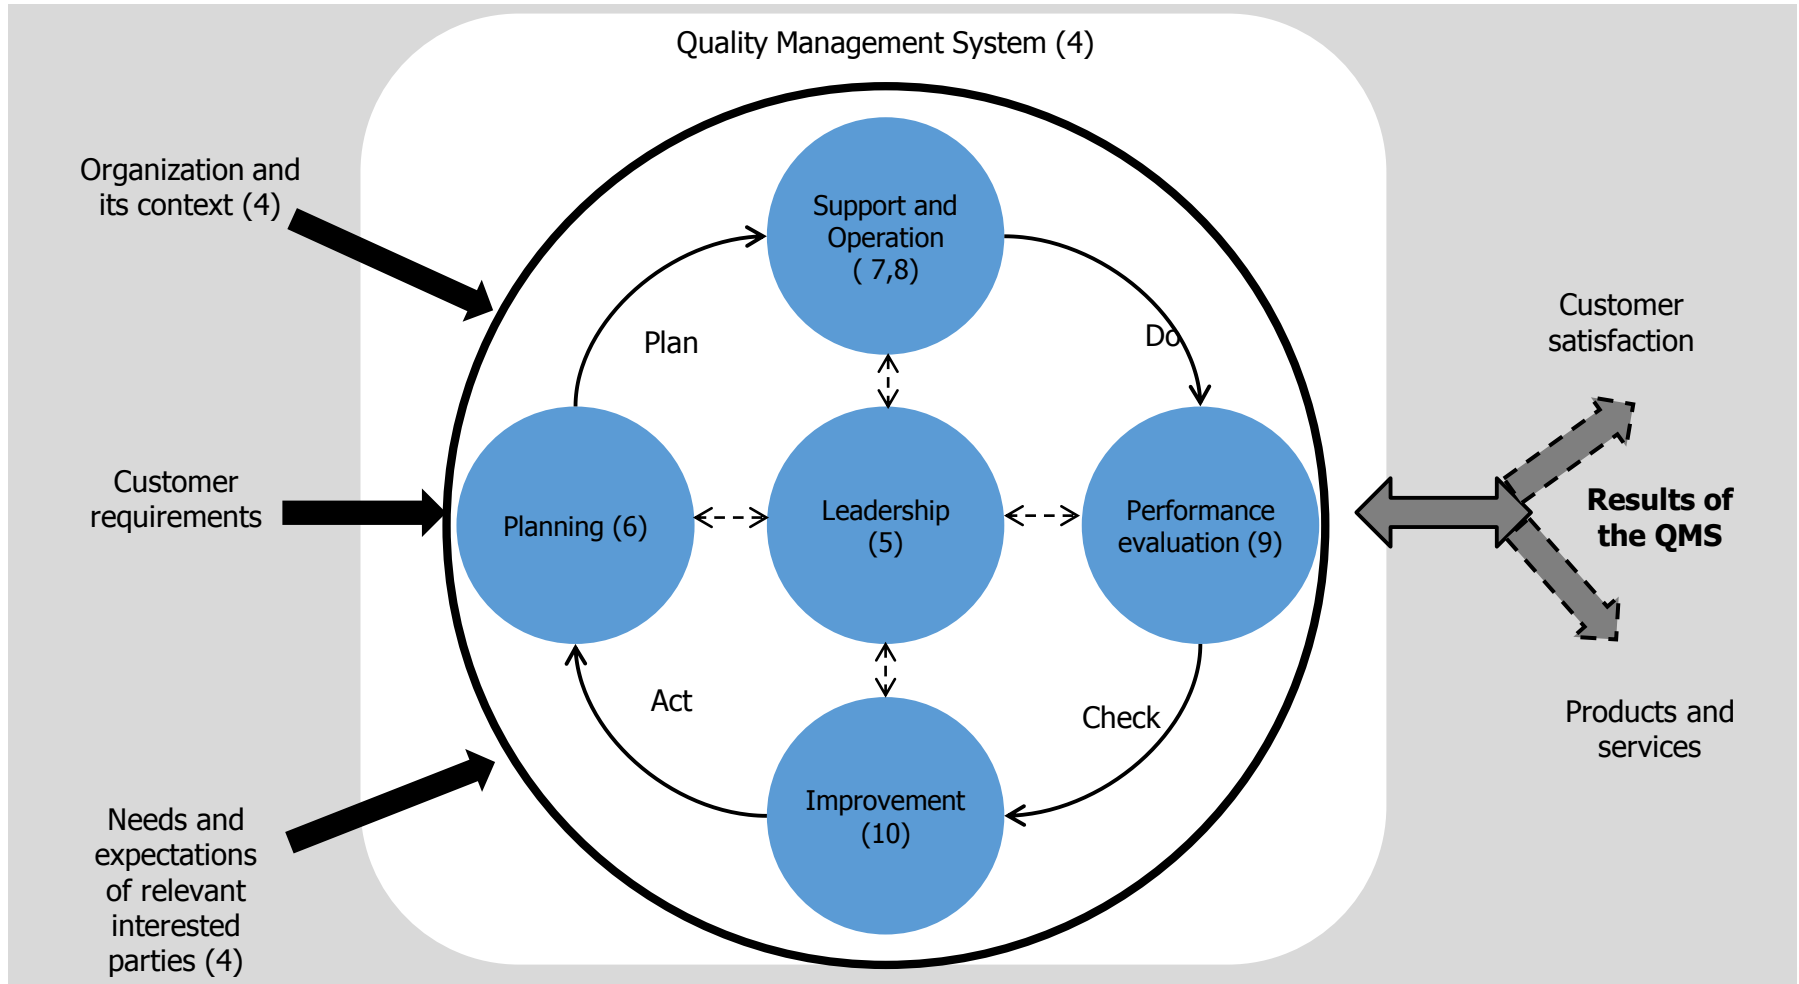 Quality Management System (4)
Organization and
its context (4)
Support and
Operation
( 7,8)
Customer
satisfaction
Plan
Do
Customer
requirements
Planning (6)
Leadership
(5)
Performance
evaluation (9)
Results of
the QMS
Act
Check
Products and
services
Improvement
(10)
Needs and
expectations
of relevant
interested
parties (4)